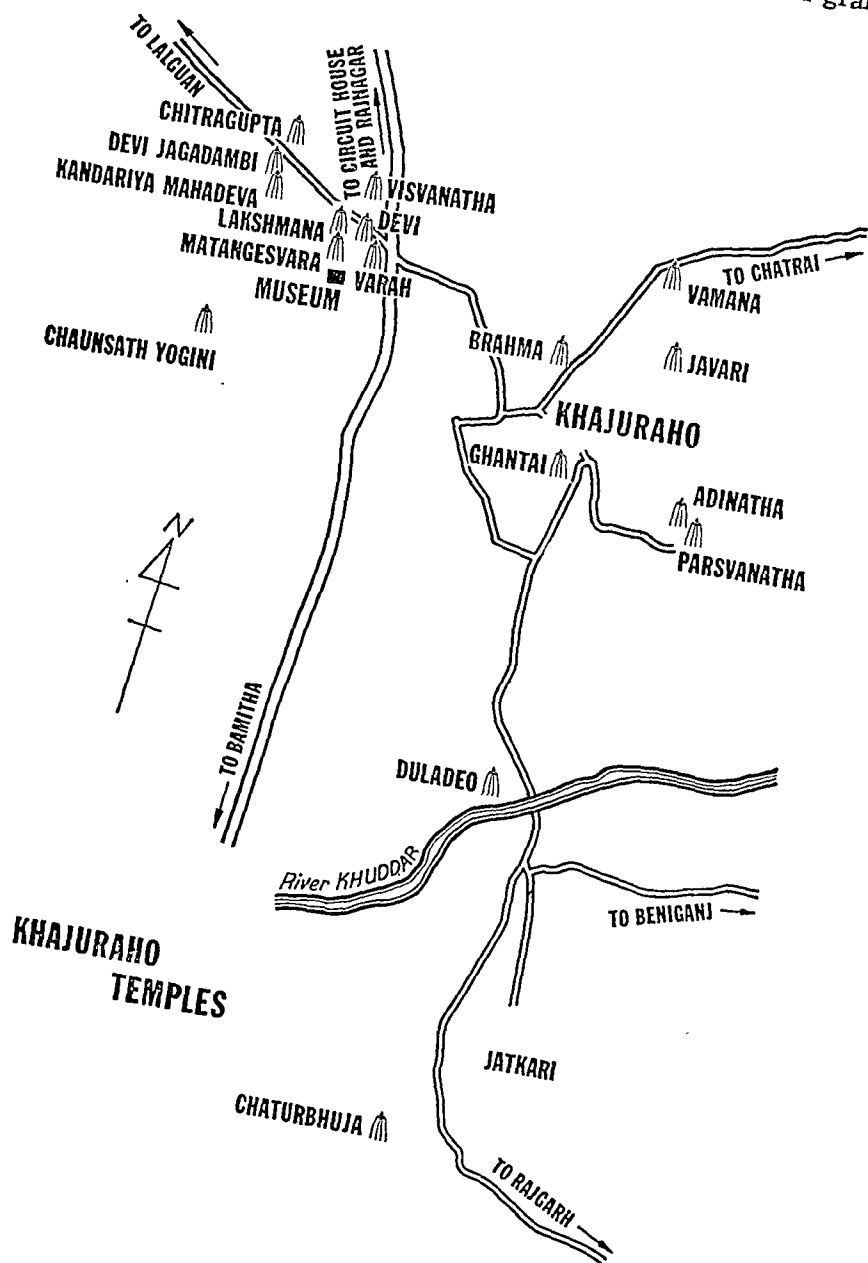 TO LALGUAN
TO CIRCUIT HOUSE
AND RAJNAGAR
CHITRAGUPTA
DEVI JAGADAMBI
KANDARIYA MAHADEVA
VISVANATHA
LAKSHMANA
DEVI
MATANGESVARA
VARAH
MUSEUM
TO CHATRAI
VAMANA
CHAUNSATH YOGINI
BRAHMA
JAVARI
KHAJURAHO
GHANTAI
ADINATHA
PARSVANATHA
N
TO BAMITHA
DULADEO
River KHUDDAR
TO BENIGANJ
KHAJURAHO
TEMPLES
JATKARI
CHATURBHUJA
TO RAJGARH